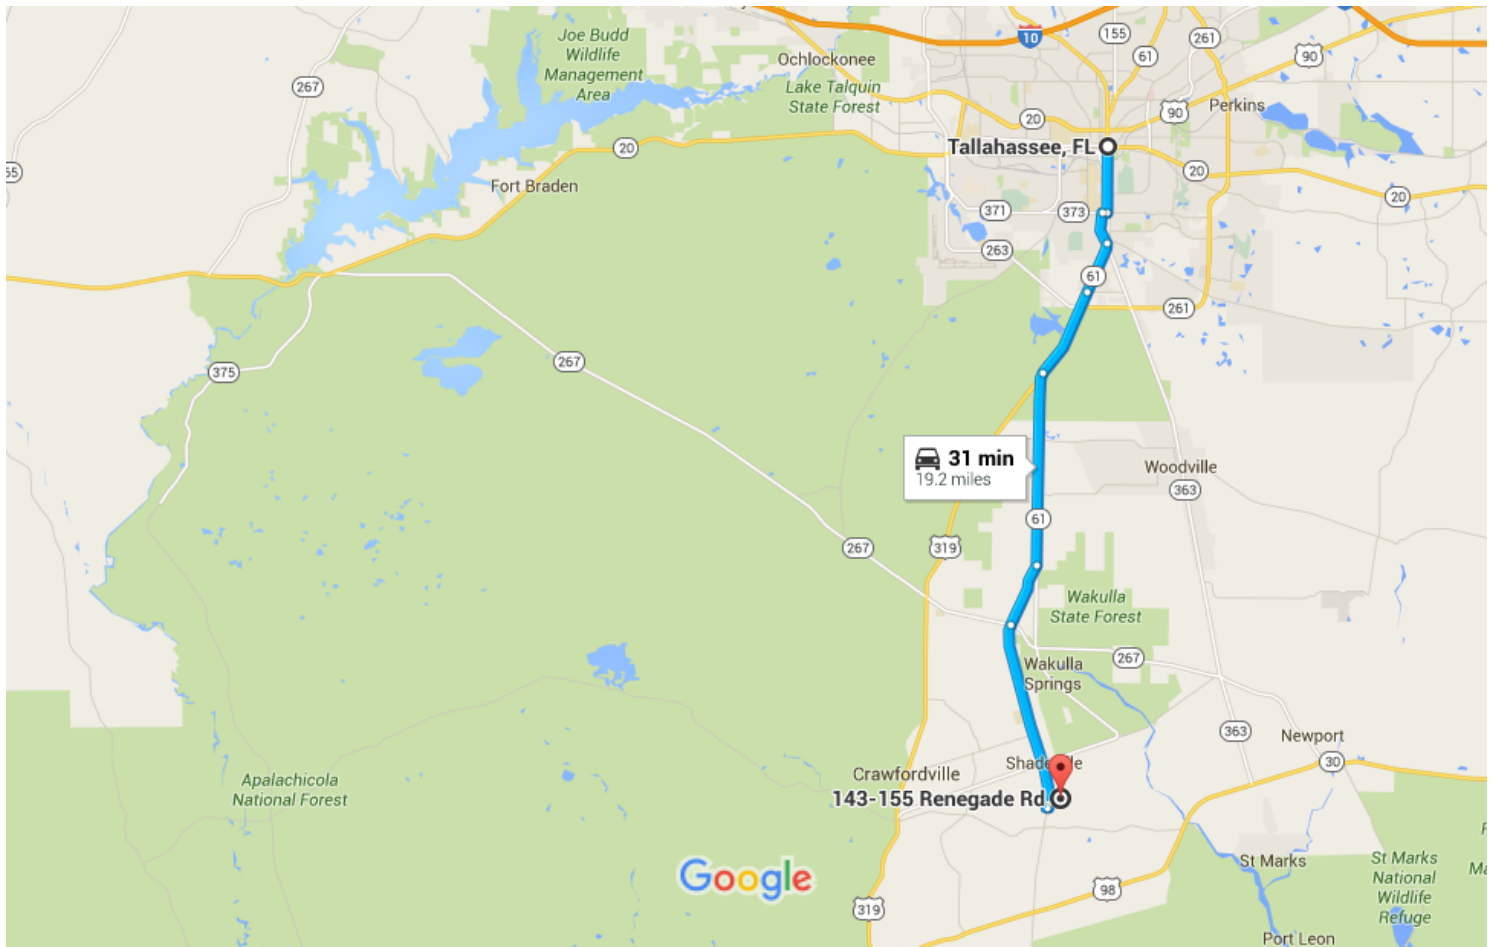 Joe Budd
Wildlife
Management
Area
10
155
261
61
90
Ochlockonee
267
Lake Talquin
State Forest
20
90
Perkins
20
Tallahassee, FL
Fort Braden
20
20
371
373
263
61
261
267
375
31 min
19.2 miles
Woodville
363
61
267
319
Wakulla
State Forest
267
Wakulla
Springs
363
Newport
30
Crawfordville
Apalachicola
National Forest
143-155 Renegade Rd
St Marks
St Marks
National
Wildlife
Refuge
Google
98
319
Port Leon